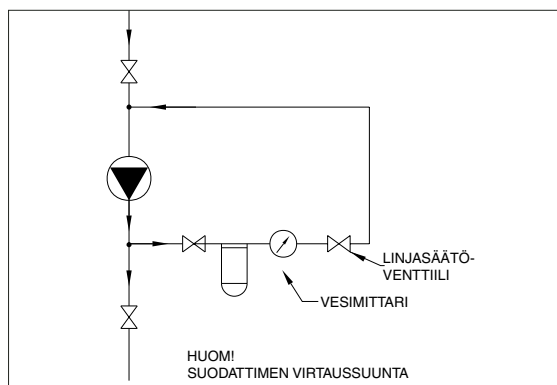 LINJASÄÄTÖ-
VENTTIILI
VESIMITTARI
HUOM!
SUODATTIMEN VIRTAUSSUUNTA